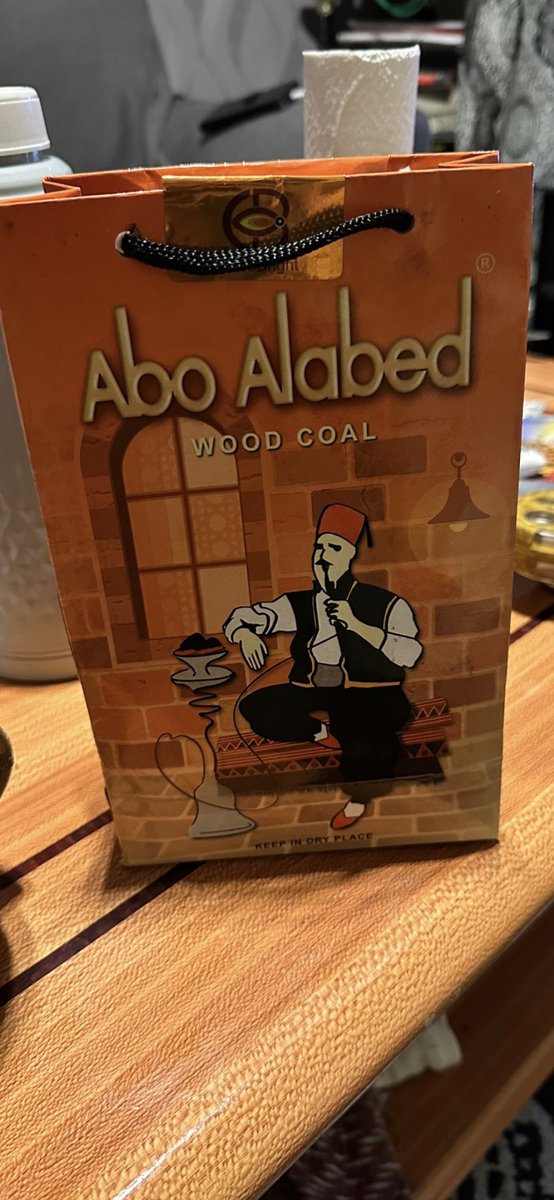 ®
Abo Alabed
WOOD COAL
KEEP IN DRY PLACE